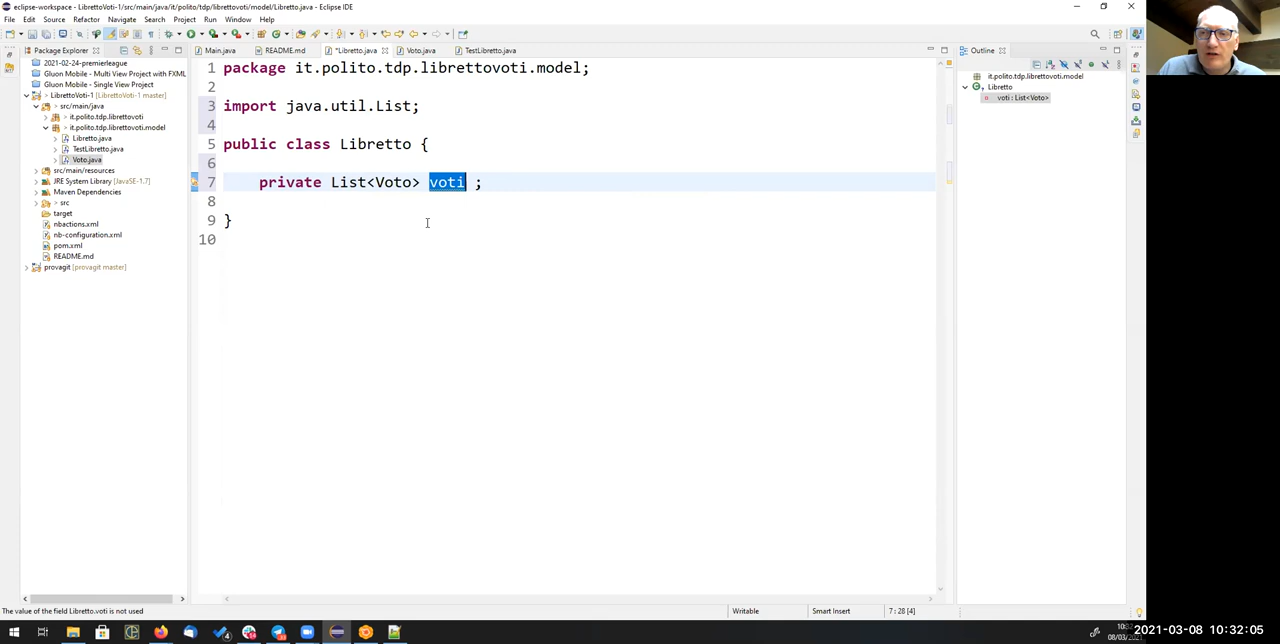 eclipse-workspace - LibrettoVoti-1/src/main/java/it/polito/tdp/librettovoti/model/Libretto.java - Eclipse IDE
File Edit Source Refactor Navigate Search Project Run Window Help
Package Explorer
Main.java README.md *Libretto.java Voto.java TestLibretto.java
Outline
2021-02-24-premierleague
Gluon Mobile - Multi View Project with FXML
Gluon Mobile - Single View Project
LibrettoVoti-1 [LibrettoVoti-1 master]
src/main/java
it.polito.tdp.librettovoti
it.polito.tdp.librettovoti.model
Libretto.java
TestLibretto.java
Voto.java
src/main/resources
JRE System Library [JavaSE-1.7]
Maven Dependencies
src
target
nbactions.xml
nb-configuration.xml
pom.xml
README.md
provagit [provagit master]
1 package it.polito.tdp.librettovoti.model;
2
3 import java.util.List;
4
5 public class Libretto {
6
7 private List<Voto> voti ;
8
9 }
10
it.polito.tdp.librettovoti.model
Libretto
voti : List<Voto>
The value of the field Libretto.voti is not used
Writable
Smart Insert
7 : 28 [4]
2021-03-08 10:32:05